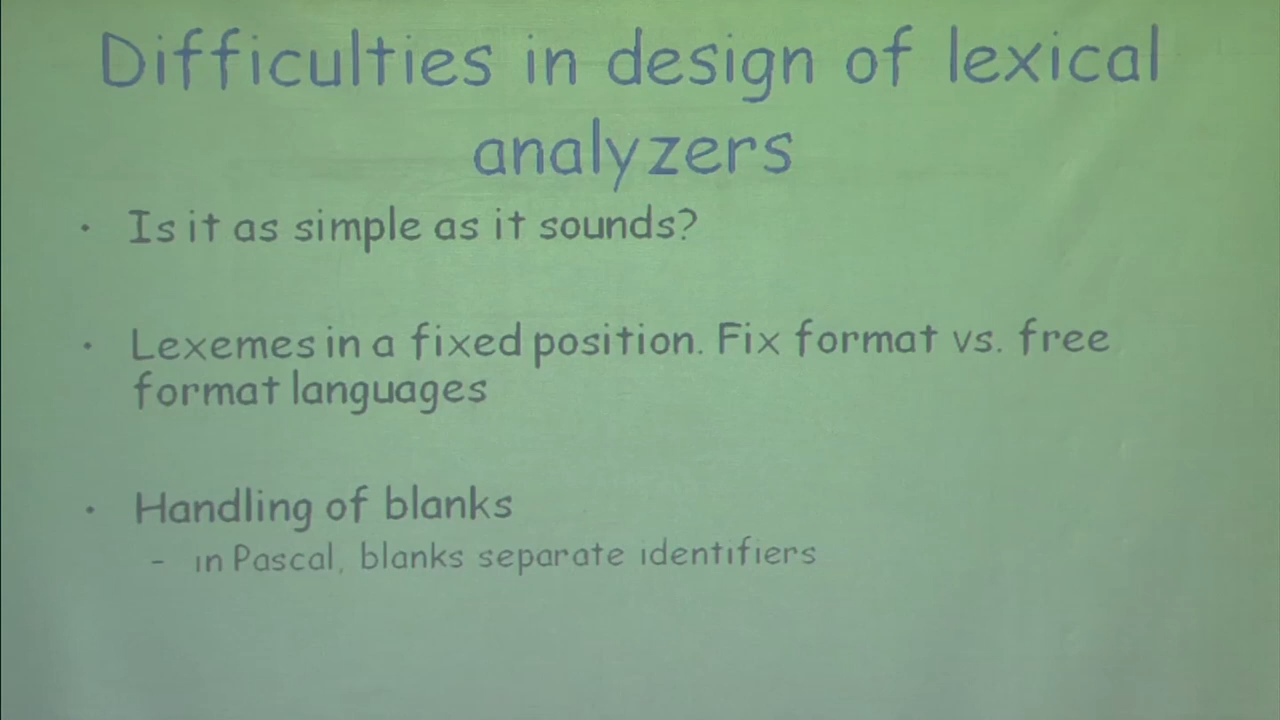 Difficulties in design of lexical
analyzers
• Is it as simple as it sounds?
• Lexemes in a fixed position. Fix format vs. free
format languages
• Handling of blanks
- in Pascal, blanks separate identifiers